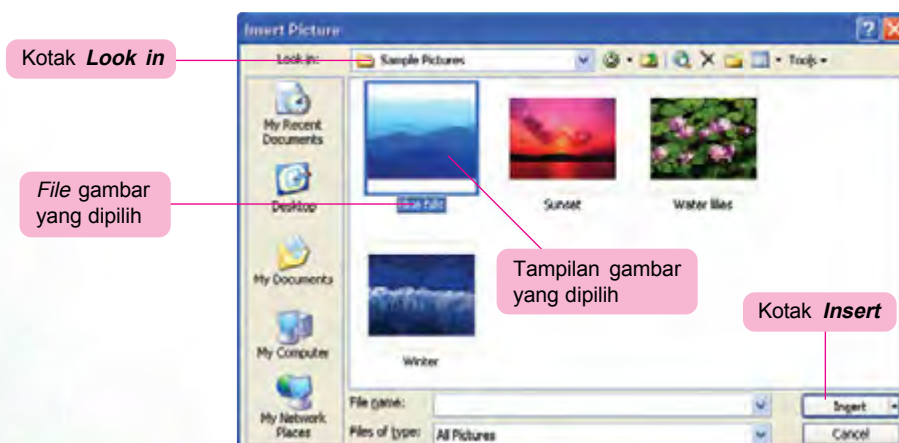 Insert Picture
Kotak Look in
Look in:
Sample Pictures
Tools
My Recent
Documents
File gambar
yang dipilih
Desktop
Blue hills
Sunset
Water lilies
Tampilan gambar
yang dipilih
My Documents
Kotak Insert
My Computer
Winter
File name:
Insert
My Network
Places
Files of type:
All Pictures
Cancel